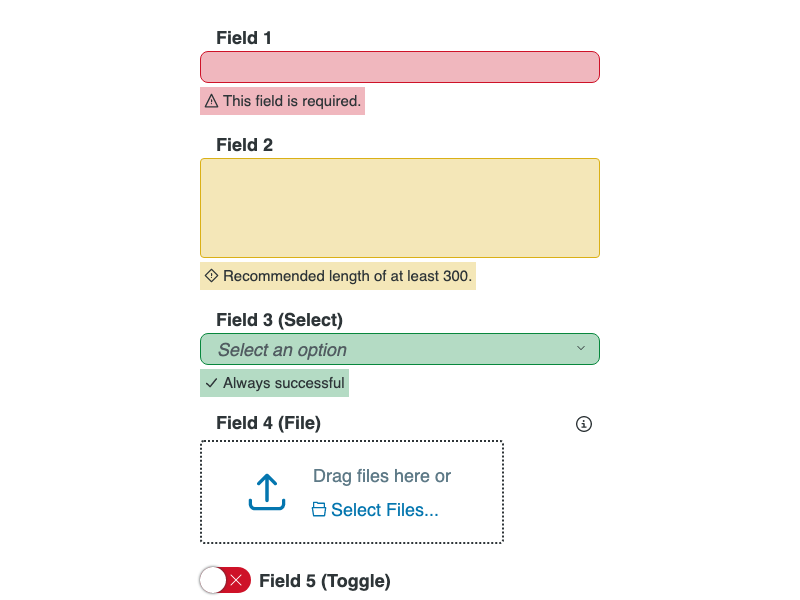 Field 1
This field is required.
Field 2
Recommended length of at least 300.
Field 3 (Select)
Select an option
Always successful
Field 4 (File)
Drag files here or
Select Files...
Field 5 (Toggle)